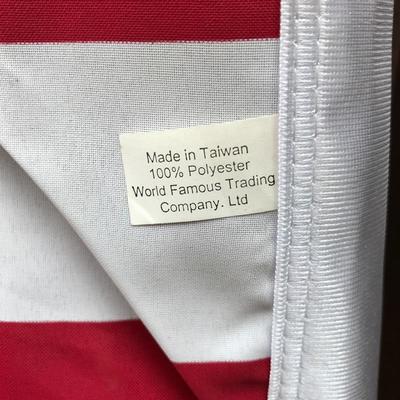 Made in Taiwan
100% Polyester
World Famous Trading
Company. Ltd